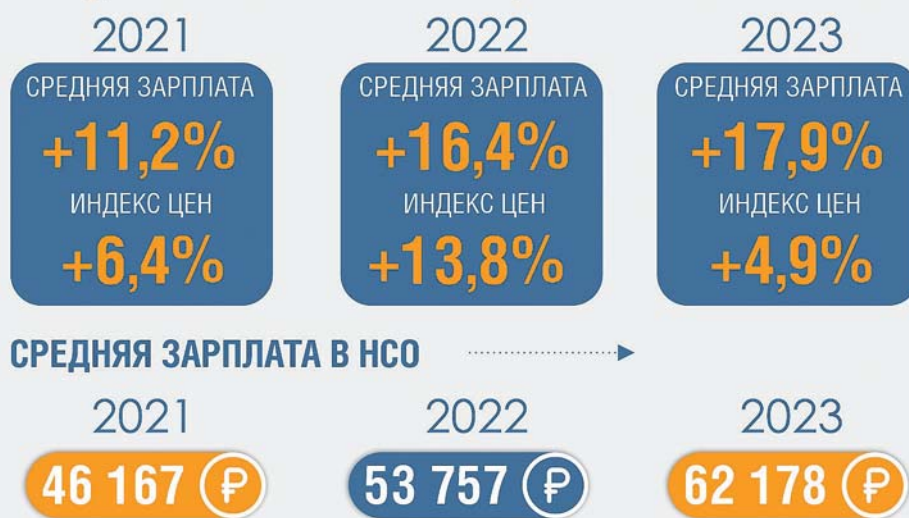 2021 2022 2023
СРЕДНЯЯ ЗАРПЛАТА СРЕДНЯЯ ЗАРПЛАТА СРЕДНЯЯ ЗАРПЛАТА
+11,2% +16,4% +17,9%
ИНДЕКС ЦЕН ИНДЕКС ЦЕН ИНДЕКС ЦЕН
+6,4% +13,8% +4,9%
СРЕДНЯЯ ЗАРПЛАТА В НСО
2021 2022 2023
46 167 ₽ 53 757 ₽ 62 178 ₽